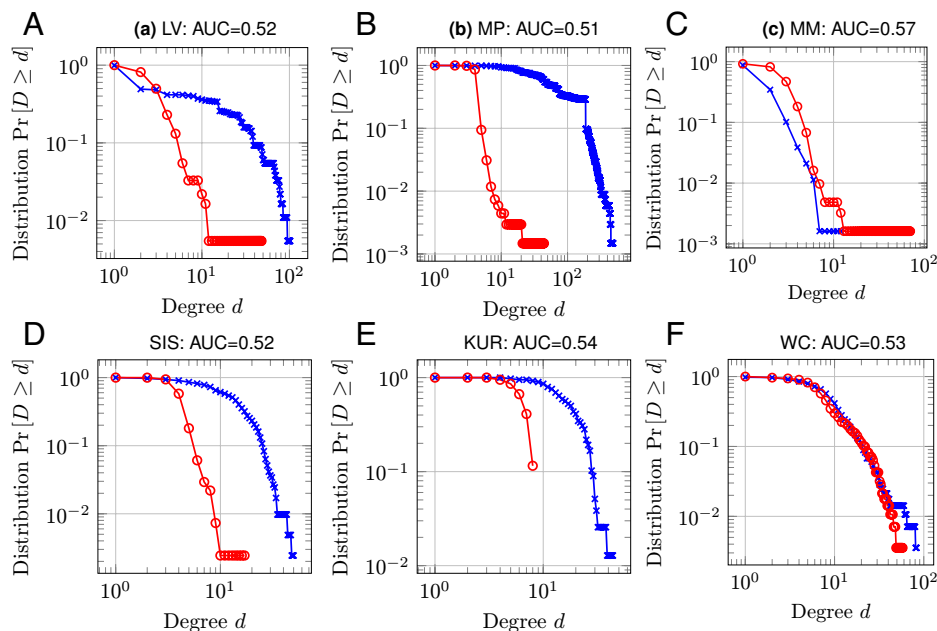 A
(a) LV: AUC=0.52
Distribution Pr [D ≥ d]
10^0
10^−1
10^−2
10^0
10^1
10^2
Degree d
B
(b) MP: AUC=0.51
Distribution Pr [D ≥ d]
10^0
10^−1
10^−2
10^−3
10^0
10^1
10^2
Degree d
C
(c) MM: AUC=0.57
Distribution Pr [D ≥ d]
10^0
10^−1
10^−2
10^−3
10^0
10^1
10^2
Degree d
D
SIS: AUC=0.52
Distribution Pr [D ≥ d]
10^0
10^−1
10^−2
10^0
10^1
Degree d
E
KUR: AUC=0.54
Distribution Pr [D ≥ d]
10^0
10^−1
10^−2
10^0
10^1
Degree d
F
WC: AUC=0.53
Distribution Pr [D ≥ d]
10^0
10^−1
10^−2
10^0
10^1
10^2
Degree d